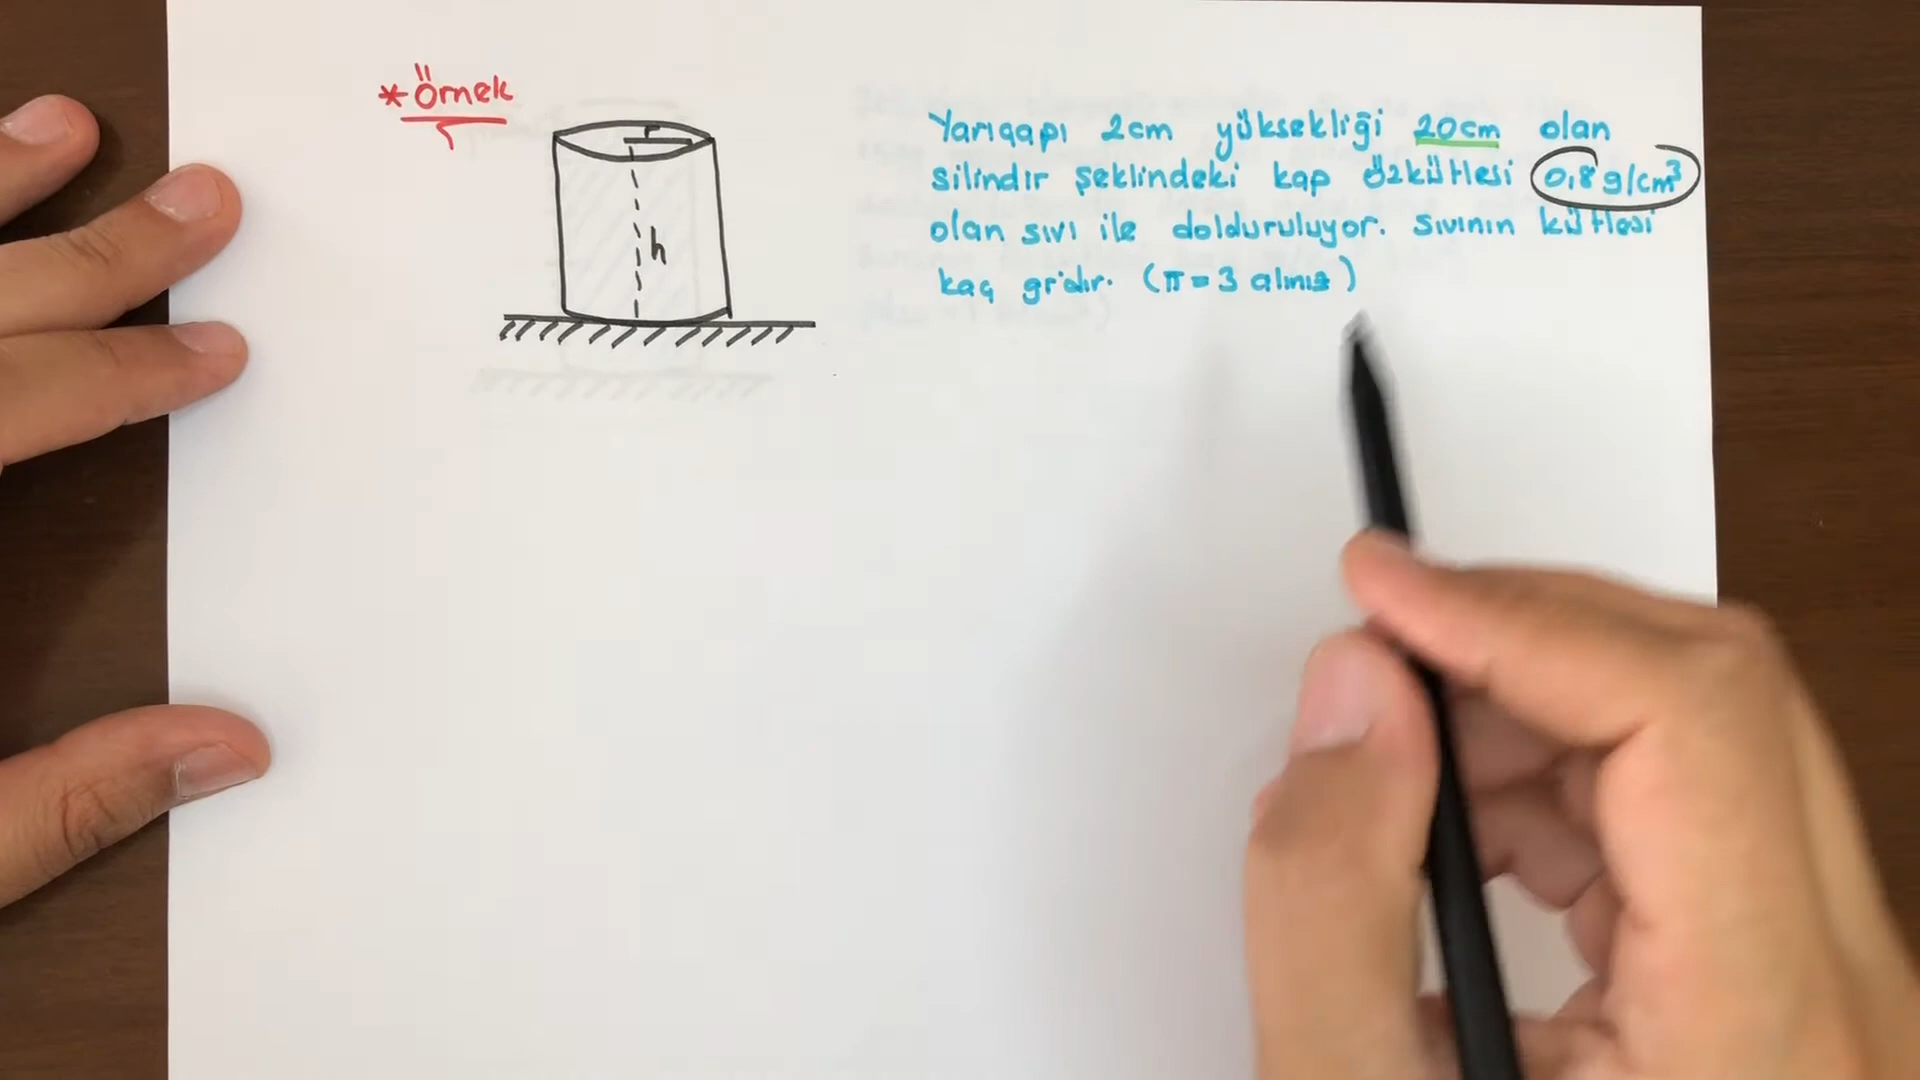 * Örnek
r
h
Yarıçapı 2cm yüksekliği 20cm olan
silindir şeklindeki kap özkütlesi 0,8 g/cm³
olan sıvı ile dolduruluyor. Sıvının kütlesi
kaç gr'dır. (π = 3 alınız)